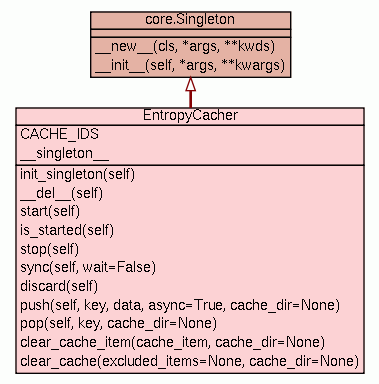 core.Singleton
__new__(cls, *args, **kwds)
__init__(self, *args, **kwargs)
EntropyCacher
CACHE_IDS
__singleton__
init_singleton(self)
__del__(self)
start(self)
is_started(self)
stop(self)
sync(self, wait=False)
discard(self)
push(self, key, data, async=True, cache_dir=None)
pop(self, key, cache_dir=None)
clear_cache_item(cache_item, cache_dir=None)
clear_cache(excluded_items=None, cache_dir=None)